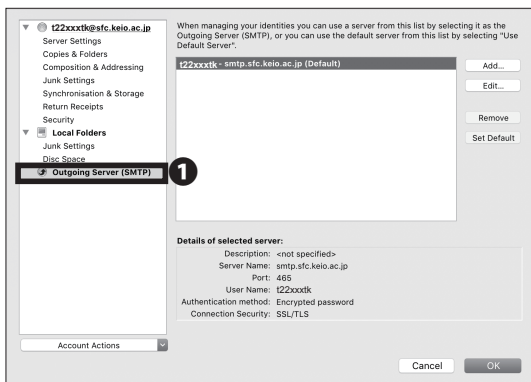 t22xxxtk@sfc.keio.ac.jp
Server Settings
Copies & Folders
Composition & Addressing
Junk Settings
Synchronisation & Storage
Return Receipts
Security
Local Folders
Junk Settings
Disc Space
Outgoing Server (SMTP)
1
Account Actions
When managing your identities you can use a server from this list by selecting it as the
Outgoing Server (SMTP), or you can use the default server from this list by selecting "Use
Default Server".
t22xxxtk - smtp.sfc.keio.ac.jp (Default)
Add...
Edit...
Remove
Set Default
Details of selected server:
Description: <not specified>
Server Name: smtp.sfc.keio.ac.jp
Port: 465
User Name: t22xxxtk
Authentication method: Encrypted password
Connection Security: SSL/TLS
Cancel
OK